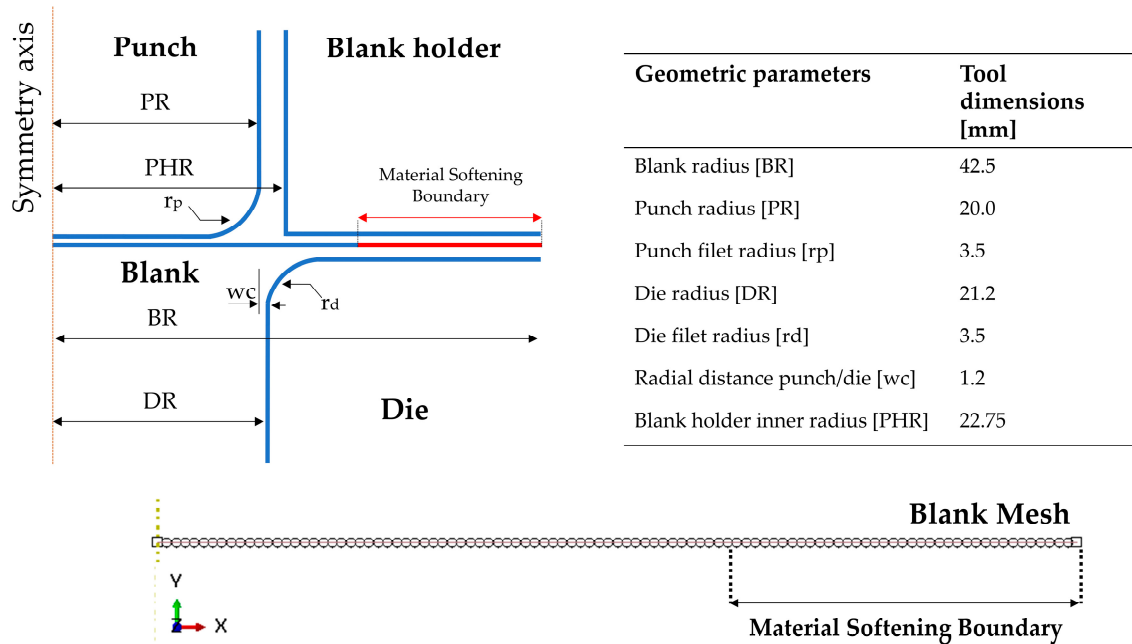 Symmetry axis
Punch
Blank holder
PR
PHR
rp
Material Softening
Boundary
Blank
wc
rd
BR
DR
Die
Geometric parameters Tool
dimensions
[mm]
Blank radius [BR] 42.5
Punch radius [PR] 20.0
Punch filet radius [rp] 3.5
Die radius [DR] 21.2
Die filet radius [rd] 3.5
Radial distance punch/die [wc] 1.2
Blank holder inner radius [PHR] 22.75
Blank Mesh
Y
Z X
Material Softening Boundary